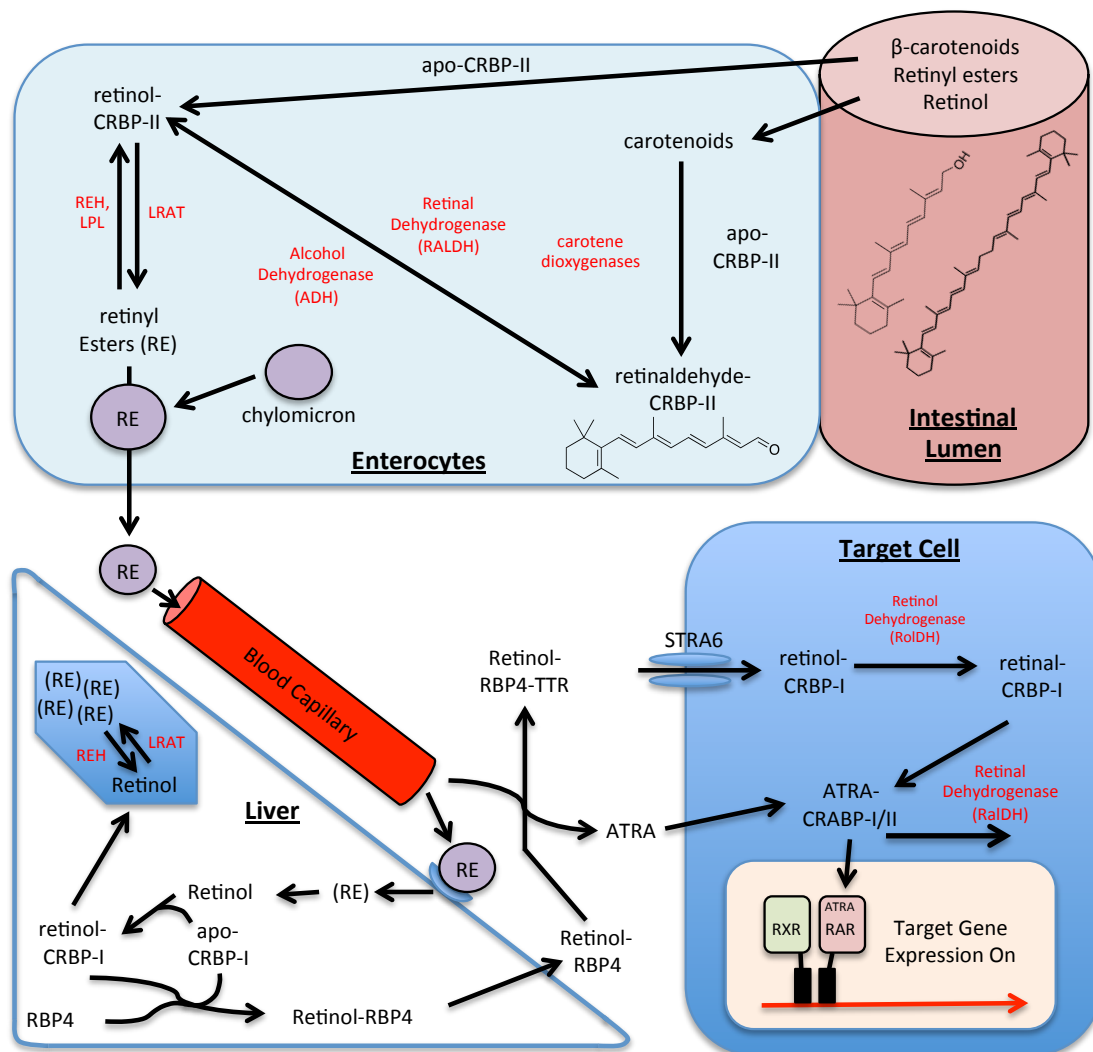 apo-CRBP-II
β-carotenoids
Retinyl esters
Retinol
retinol-
CRBP-II
carotenoids
REH,
LPL
LRAT
Retinal
Dehydrogenase
(RALDH)
Alcohol
Dehydrogenase
(ADH)
carotene
dioxygenases
apo-
CRBP-II
OH
retinyl
Esters (RE)
RE
chylomicron
retinaldehyde-
CRBP-II
O
Enterocytes
Intestinal
Lumen
RE
Blood Capillary
(RE)
(RE)
(RE)
(RE)
REH
LRAT
Retinol
Liver
RE
(RE)
Retinol
retinol-
CRBP-I
apo-
CRBP-I
RBP4
Retinol-RBP4
Retinol-
RBP4
Retinol-
RBP4-TTR
ATRA
Target Cell
STRA6
retinol-
CRBP-I
Retinol
Dehydrogenase
(RolDH)
retinal-
CRBP-I
ATRA-
CRABP-I/II
Retinal
Dehydrogenase
(RalDH)
RXR
ATRA
RAR
Target Gene
Expression On